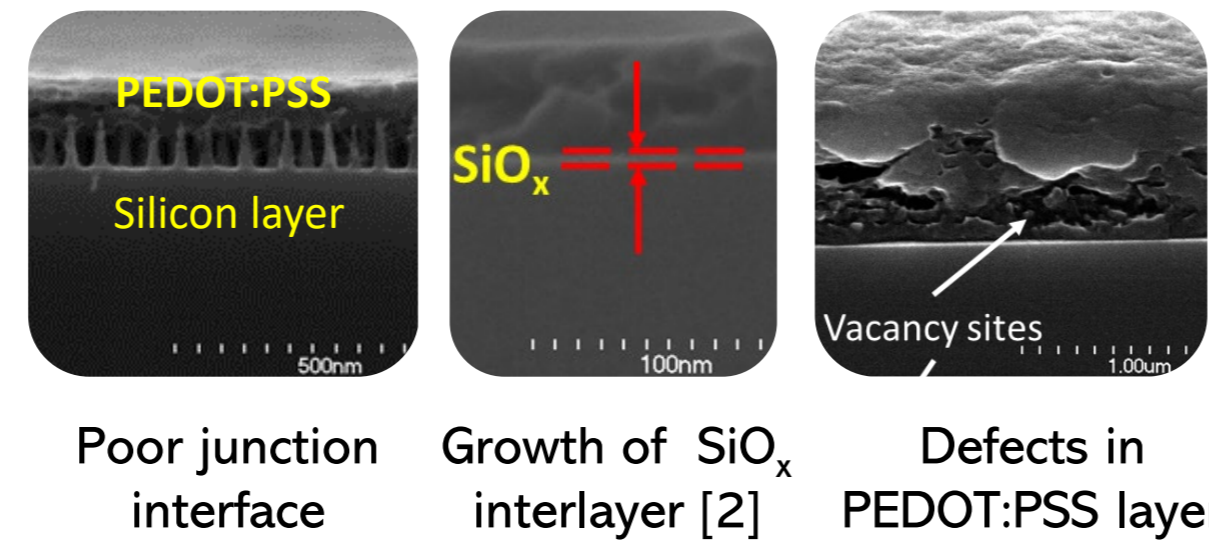 PEDOT:PSS
Silicon layer
500nm
SiOx
100nm
Vacancy sites
1.00um
Poor junction
interface
Growth of SiOx
interlayer [2]
Defects in
PEDOT:PSS laye